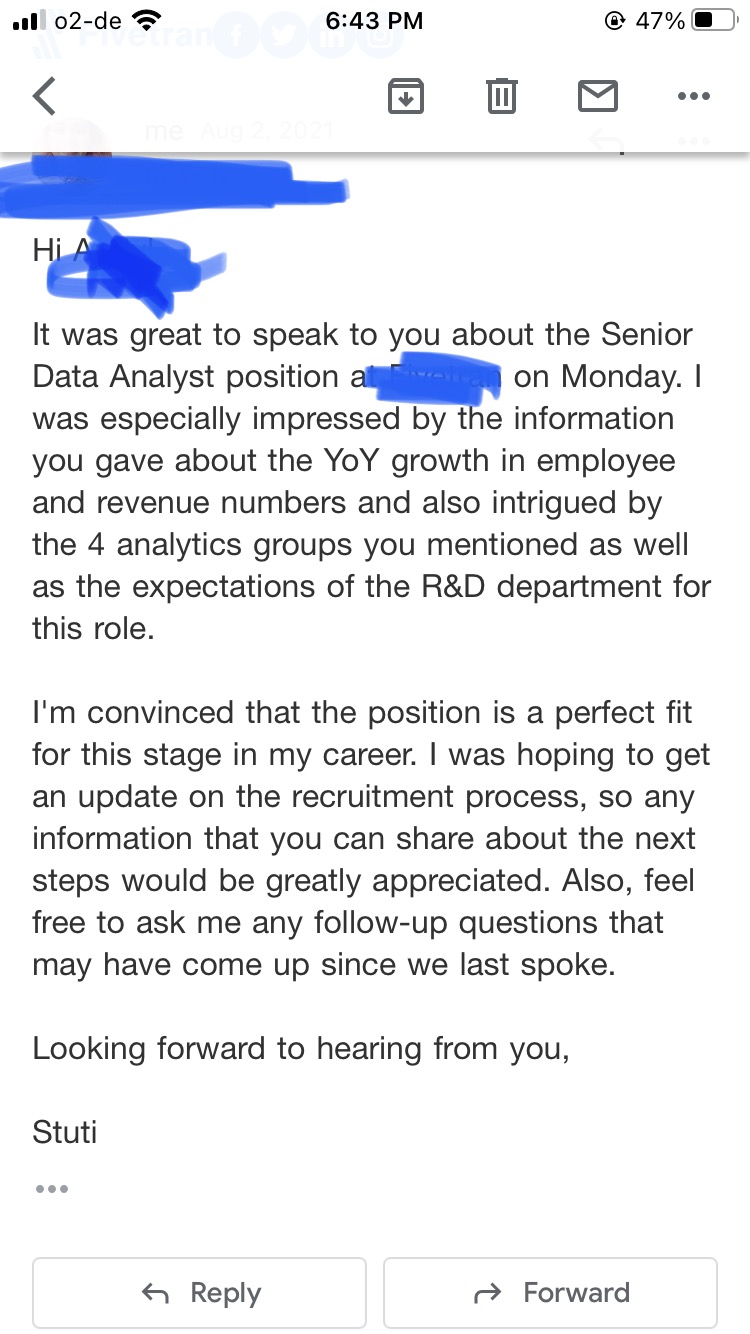 o2-de 6:43 PM 47%
Fivetran
me Aug 2, 2021
Hi A
It was great to speak to you about the Senior
Data Analyst position at on Monday. I
was especially impressed by the information
you gave about the YoY growth in employee
and revenue numbers and also intrigued by
the 4 analytics groups you mentioned as well
as the expectations of the R&D department for
this role.
I'm convinced that the position is a perfect fit
for this stage in my career. I was hoping to get
an update on the recruitment process, so any
information that you can share about the next
steps would be greatly appreciated. Also, feel
free to ask me any follow-up questions that
may have come up since we last spoke.
Looking forward to hearing from you,
Stuti
Reply Forward